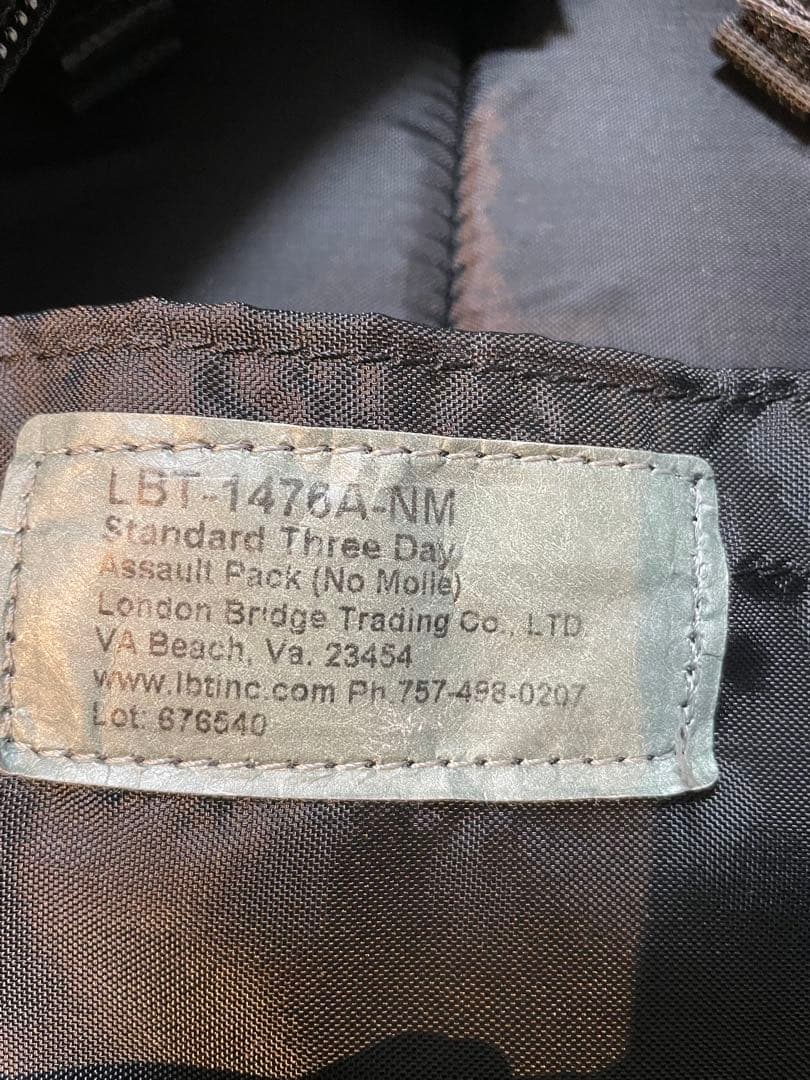 LBT-1476A-NM
Standard Three Day
Assault Pack (No Molle)
London Bridge Trading Co., LTD.
VA Beach, Va. 23454
www.lbtinc.com Ph.757-498-0207
Lot: 676540